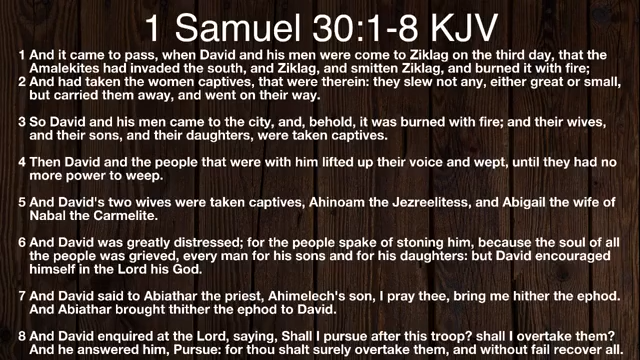 1 Samuel 30:1-8 KJV
1 And it came to pass, when David and his men were come to Ziklag on the third day, that the
Amalekites had invaded the south, and Ziklag, and smitten Ziklag, and burned it with fire;
2 And had taken the women captives, that were therein: they slew not any, either great or small,
but carried them away, and went on their way.
3 So David and his men came to the city, and, behold, it was burned with fire; and their wives,
and their sons, and their daughters, were taken captives.
4 Then David and the people that were with him lifted up their voice and wept, until they had no
more power to weep.
5 And David's two wives were taken captives, Ahinoam the Jezreelitess, and Abigail the wife of
Nabal the Carmelite.
6 And David was greatly distressed; for the people spake of stoning him, because the soul of all
the people was grieved, every man for his sons and for his daughters: but David encouraged
himself in the Lord his God.
7 And David said to Abiathar the priest, Ahimelech's son, I pray thee, bring me hither the ephod.
And Abiathar brought thither the ephod to David.
8 And David enquired at the Lord, saying, Shall I pursue after this troop? shall I overtake them?
And he answered him, Pursue: for thou shalt surely overtake them, and without fail recover all.